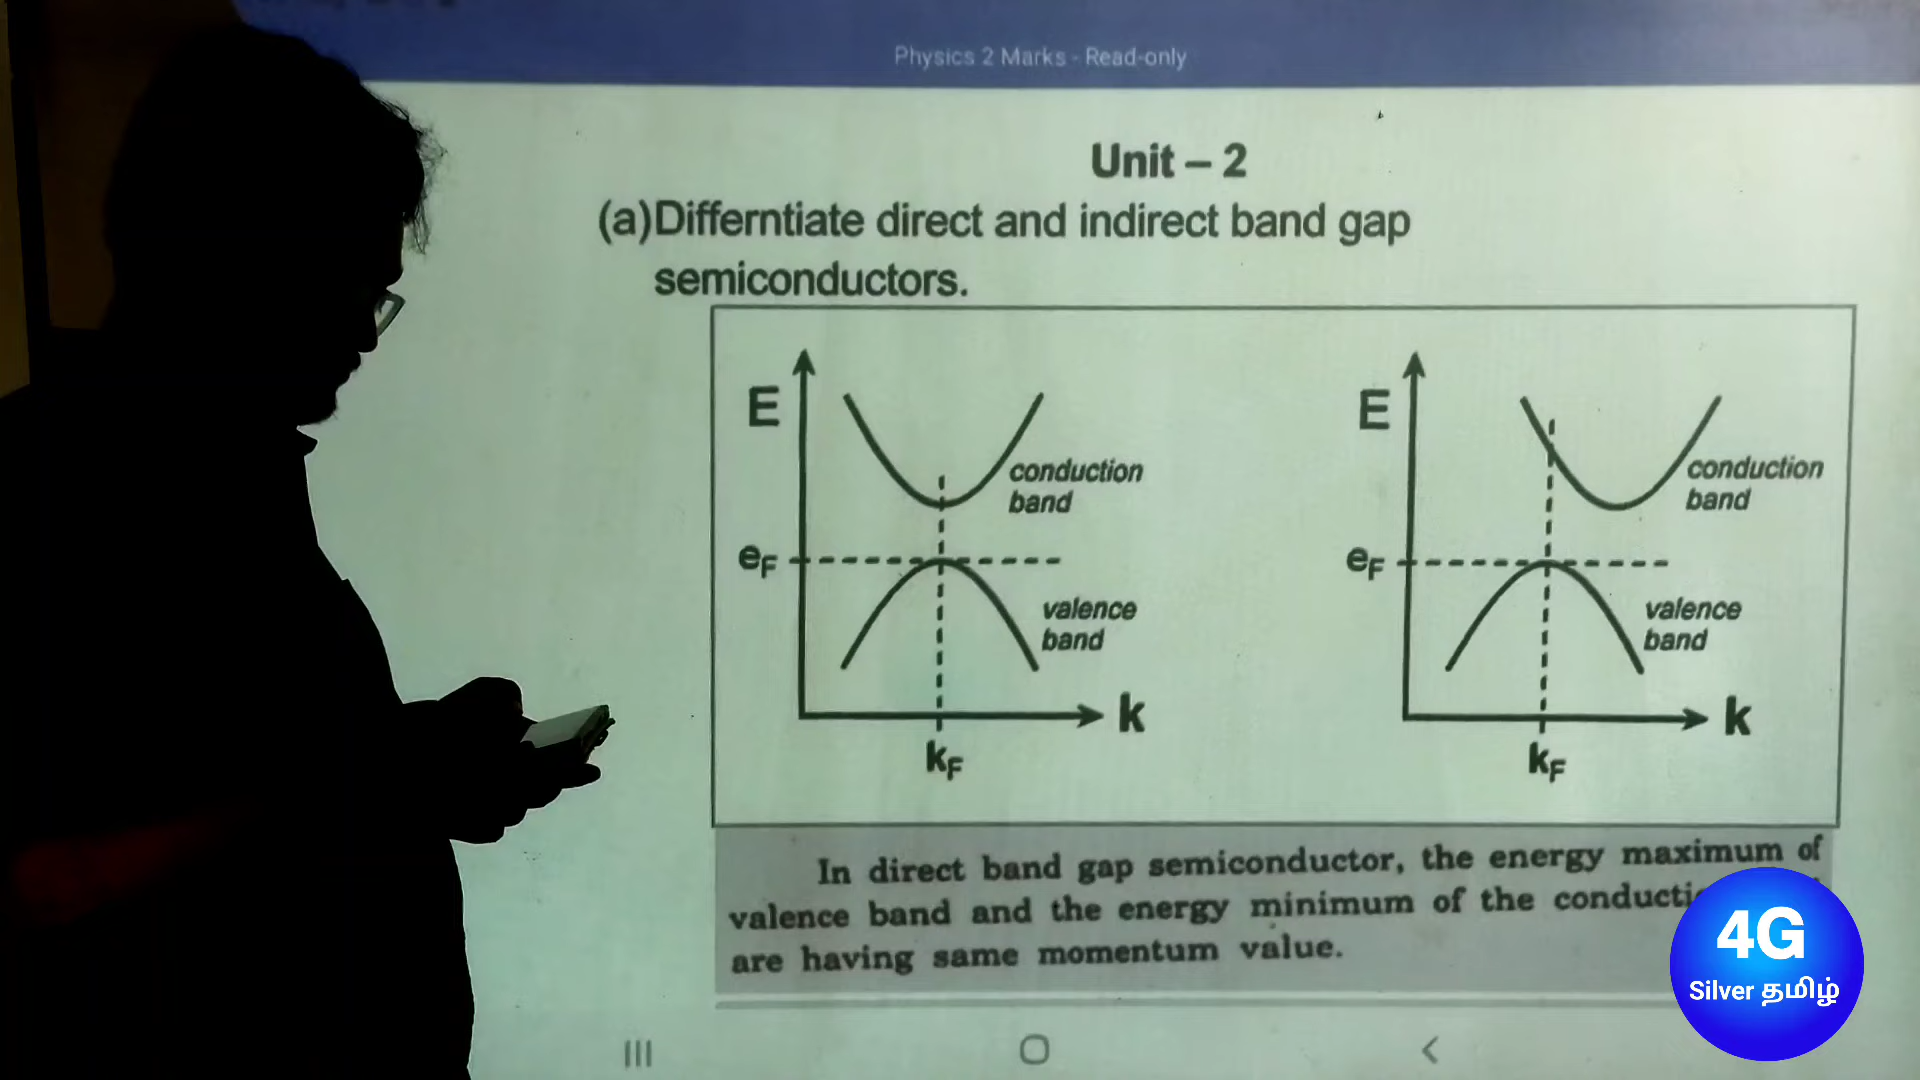 Physics 2 Marks - Read-only
Unit – 2
(a)Differntiate direct and indirect band gap
semiconductors.
E
conduction
band
eF
valence
band
k
kF
E
conduction
band
eF
valence
band
k
kF
In direct band gap semiconductor, the energy maximum of
valence band and the energy minimum of the
are having same momentum value.
4G
Silver தமிழ்